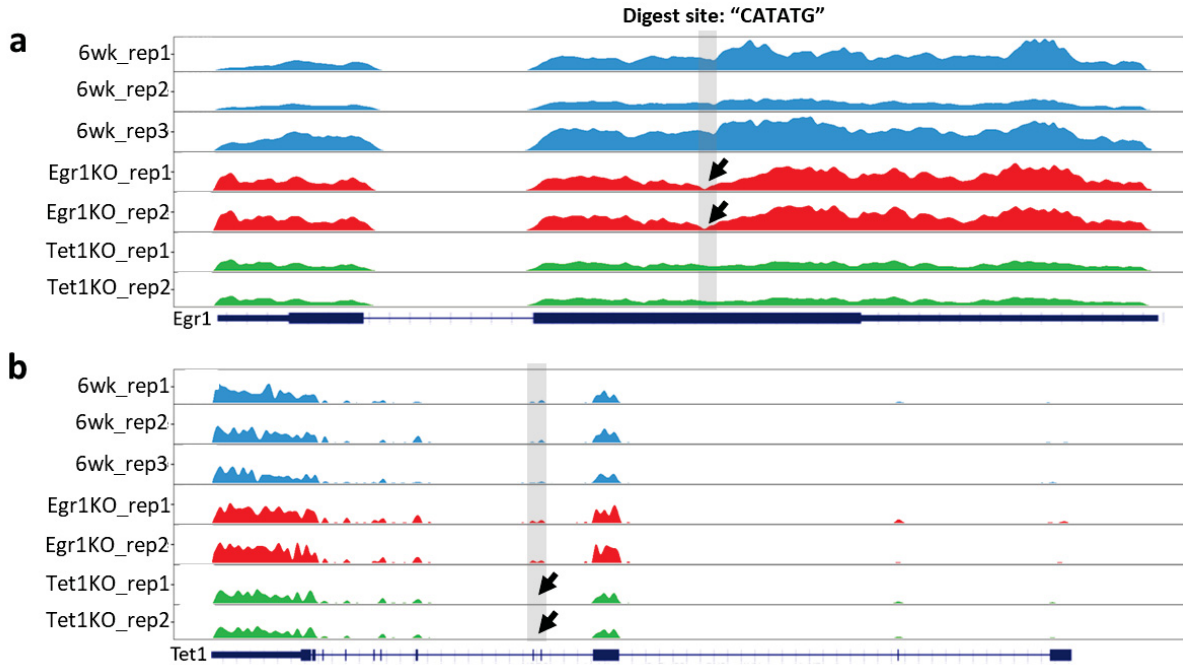 Digest site: “CATATG”
a
6wk_rep1
6wk_rep2
6wk_rep3
Egr1KO_rep1
Egr1KO_rep2
Tet1KO_rep1
Tet1KO_rep2
Egr1
b
6wk_rep1
6wk_rep2
6wk_rep3
Egr1KO_rep1
Egr1KO_rep2
Tet1KO_rep1
Tet1KO_rep2
Tet1